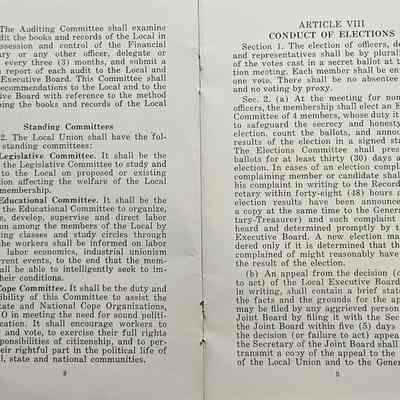 The Auditing Committee shall examine
dit the books and records of the Local in
ssession and control of the Financial
ary or any other officer, delegate or
every three (3) months, and submit a
n report of each audit to the Local and
Executive Board. This Committee shall
ecommendations to the Local and to the
ive Board with reference to the method
ping the books and records of the Local
Standing Committees
2. The Local Union shall have the fol-
standing committees:
Legislative Committee. It shall be the
the Legislative Committee to study and
to the Local on proposed or existing
ion affecting the welfare of the Local
membership.
Educational Committee. It shall be the
the Educational Committee to organize,
e, develop, supervise and direct labor
ion among the members of the Local by
ing classes and study circles through
the workers shall be informed on labor
labor economics, industrial unionism
rrent events, to the end that the mem-
all be able to intelligently seek to im-
heir conditions.
Cope Committee. It shall be the duty and
ibility of this Committee to assist the
State and National Cope Organizations,
O in meeting the need for sound politi-
cation. It shall encourage workers to
and vote, to exercise their full rights
sponsibilities of citizenship, and to per-
eir rightful part in the political life of
l, state and national communities.
ARTICLE VIII
CONDUCT OF ELECTIONS
Section 1. The election of officers, de
and representatives shall be by plurali
of the votes cast in a secret ballot at t
tion meeting. Each member shall be en
one vote. There shall be no absentee
and no voting by proxy.
Sec. 2. (a) At the meeting for nom
officers, the membership shall elect an E
Committee of 4 members, whose duty it
to safeguard the secrecy and honesty
election, count the ballots, and annou
results of the election in a signed stat
The Elections Committee shall pres
ballots for at least thirty (30) days a
election. In cases of an election compla
complaining member or candidate shal
his complaint in writing to the Record
retary within forty-eight (48) hours a
election results have been announce
a copy at the same time to the Gener
tary-Treasurer) and such complaint
heard and determined promptly by t
Executive Board. A new election ma
dered only if it is determined that th
complained of might reasonably have
the result of the election.
(b) An appeal from the decision (o
to act) of the Local Executive Board
in writing, shall contain a brief state
the facts and the grounds for the ap
may be filed by any aggrieved person
Joint Board by filing it with the Sec
the Joint Board within five (5) days
the decision (or failure to act) appea
the Secretary of the Joint Board shall
transmit a copy of the appeal to the
of the Local Union and to the Genera